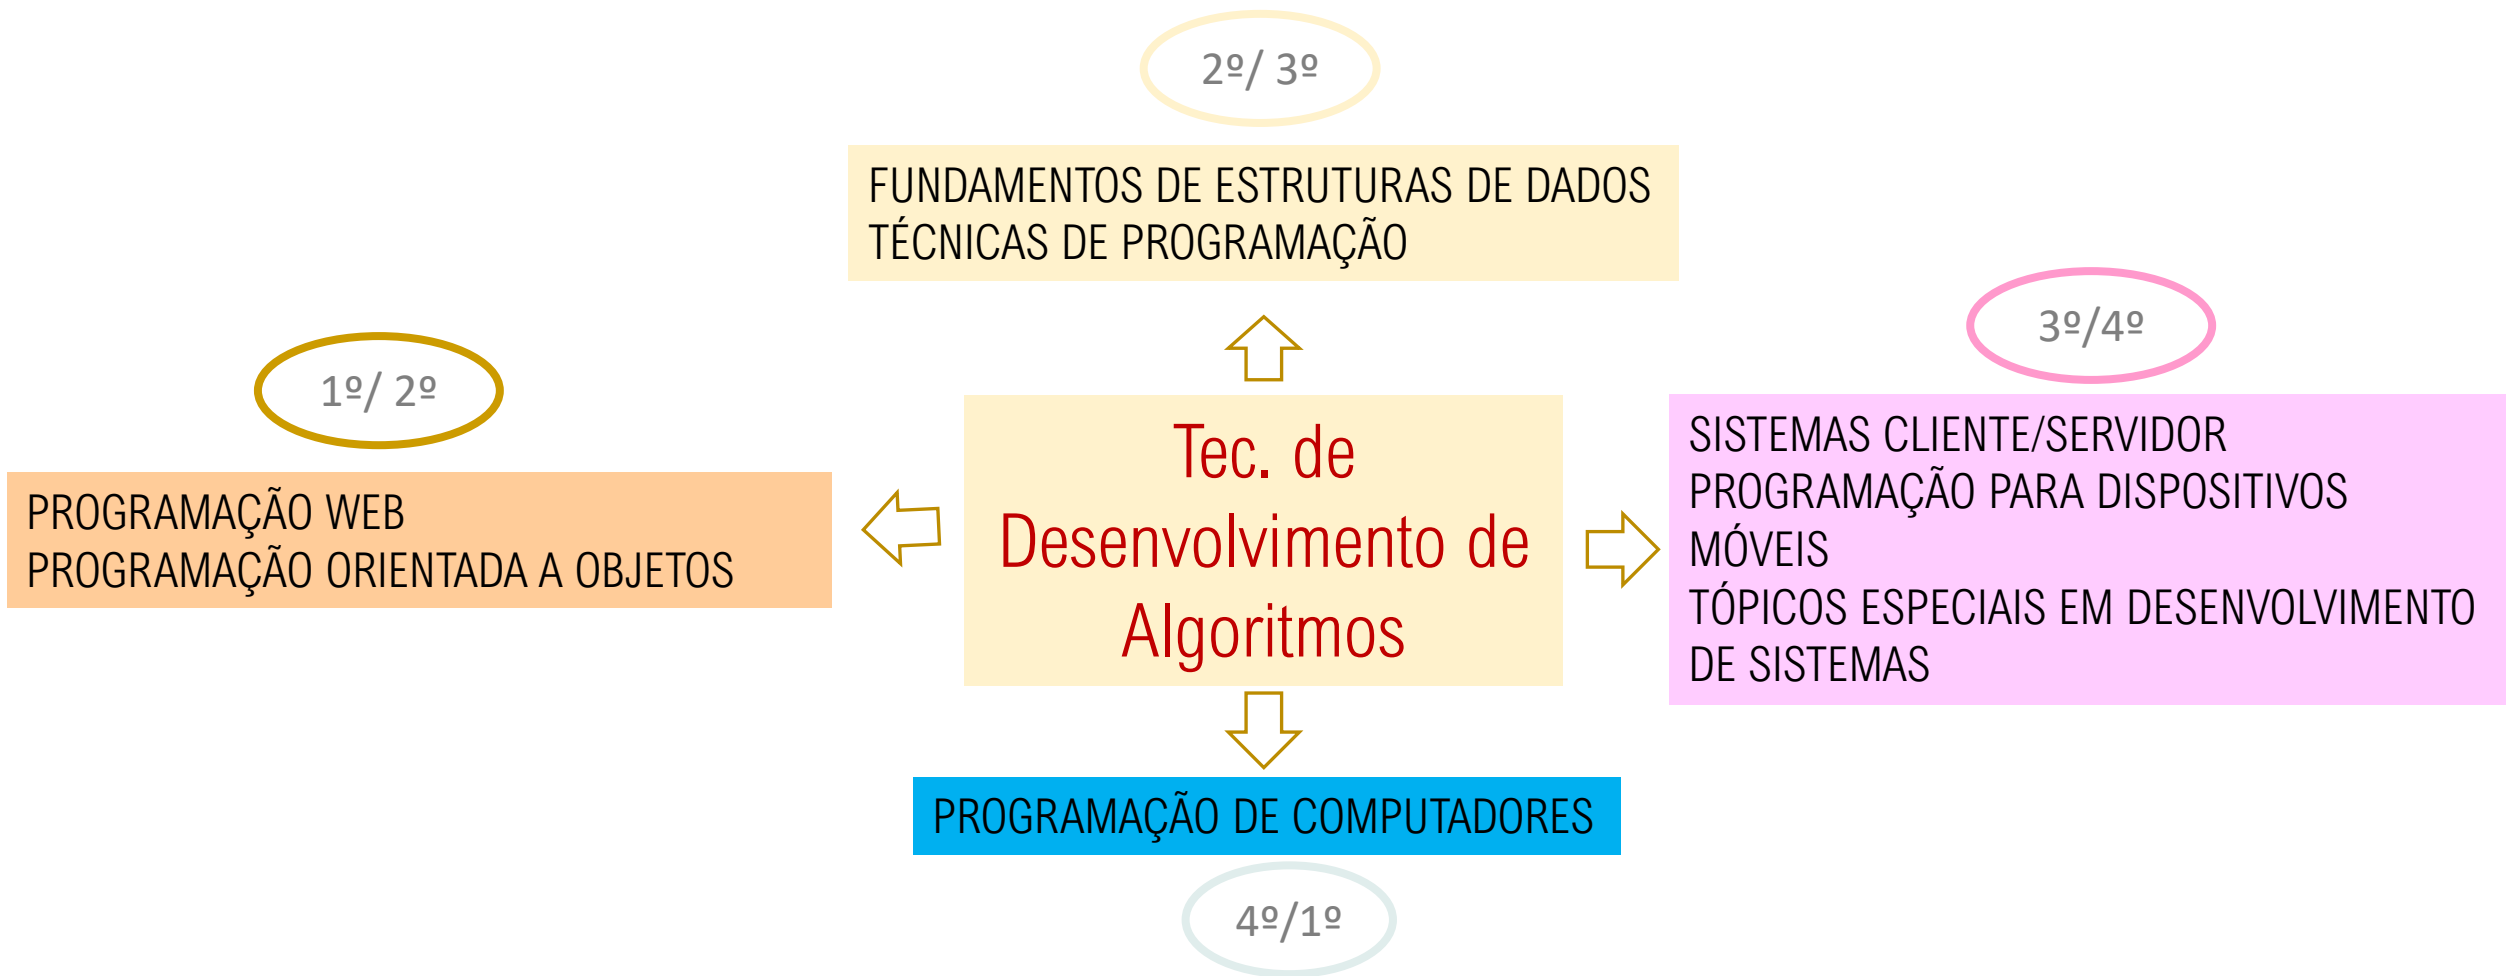 2º/ 3º
FUNDAMENTOS DE ESTRUTURAS DE DADOS
TÉCNICAS DE PROGRAMAÇÃO
1º/ 2º
PROGRAMAÇÃO WEB
PROGRAMAÇÃO ORIENTADA A OBJETOS
Tec. de
Desenvolvimento de
Algoritmos
3º/4º
SISTEMAS CLIENTE/SERVIDOR
PROGRAMAÇÃO PARA DISPOSITIVOS
MÓVEIS
TÓPICOS ESPECIAIS EM DESENVOLVIMENTO
DE SISTEMAS
PROGRAMAÇÃO DE COMPUTADORES
4º/1º